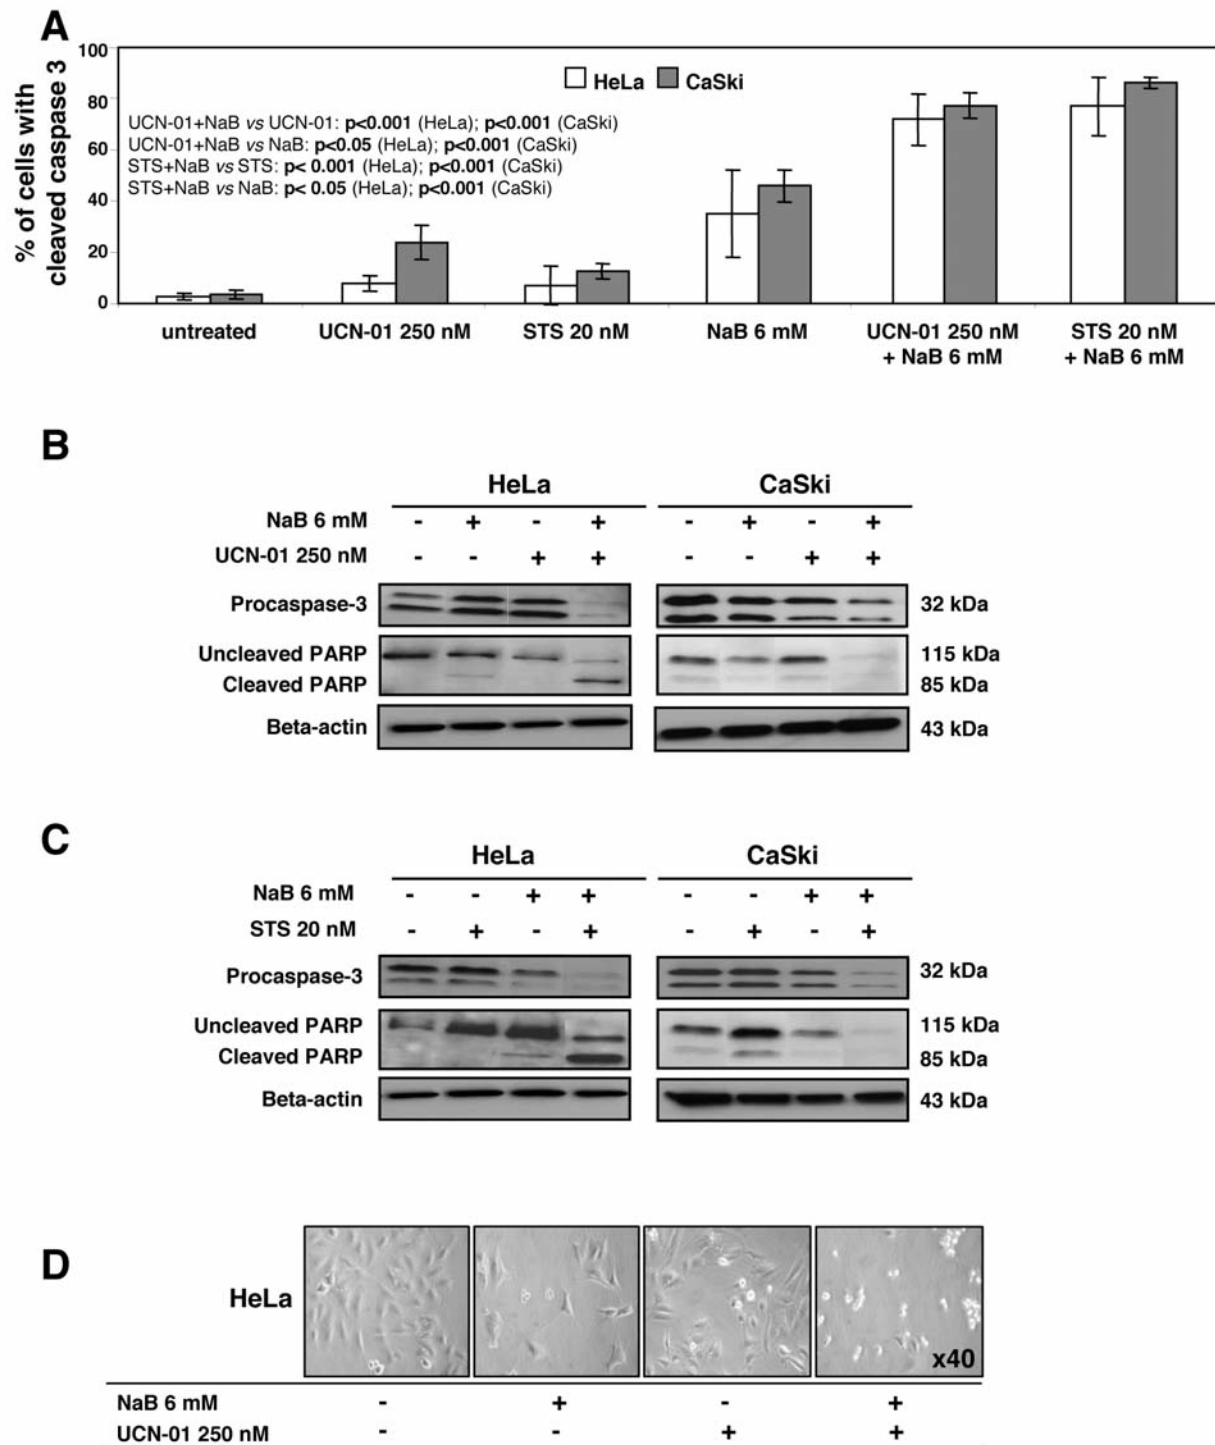 A
100
80
60
40
20
0
% of cells with
cleaved caspase 3
HeLa CaSki
UCN-01+NaB vs UCN-01: p<0.001 (HeLa); p<0.001 (CaSki)
UCN-01+NaB vs NaB: p<0.05 (HeLa); p<0.001 (CaSki)
STS+NaB vs STS: p< 0.001 (HeLa); p<0.001 (CaSki)
STS+NaB vs NaB: p< 0.05 (HeLa); p<0.001 (CaSki)
untreated UCN-01 250 nM STS 20 nM NaB 6 mM UCN-01 250 nM STS 20 nM
+ NaB 6 mM + NaB 6 mM
B
HeLa CaSki
NaB 6 mM - + - + - + - +
UCN-01 250 nM - - + + - - + +
Procaspase-3 32 kDa
Uncleaved PARP 115 kDa
Cleaved PARP 85 kDa
Beta-actin 43 kDa
C
HeLa CaSki
NaB 6 mM - - + + - - + +
STS 20 nM - + - + - + - +
Procaspase-3 32 kDa
Uncleaved PARP 115 kDa
Cleaved PARP 85 kDa
Beta-actin 43 kDa
D
HeLa
x40
NaB 6 mM - + - +
UCN-01 250 nM - - + +